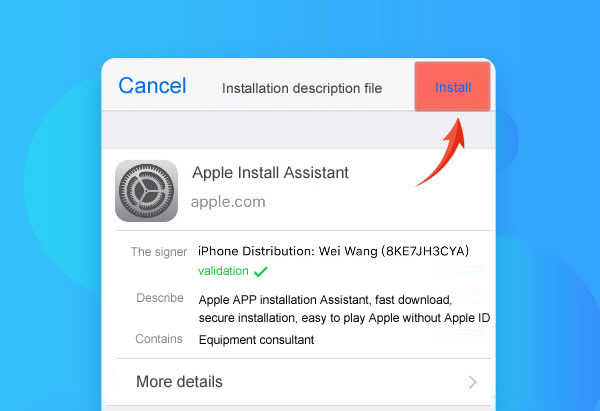 Cancel Installation description file Install
Apple Install Assistant
apple.com
The signer iPhone Distribution: Wei Wang (8KE7JH3CYA)
validation
Describe Apple APP installation Assistant, fast download,
secure installation, easy to play Apple without Apple ID
Contains Equipment consultant
More details